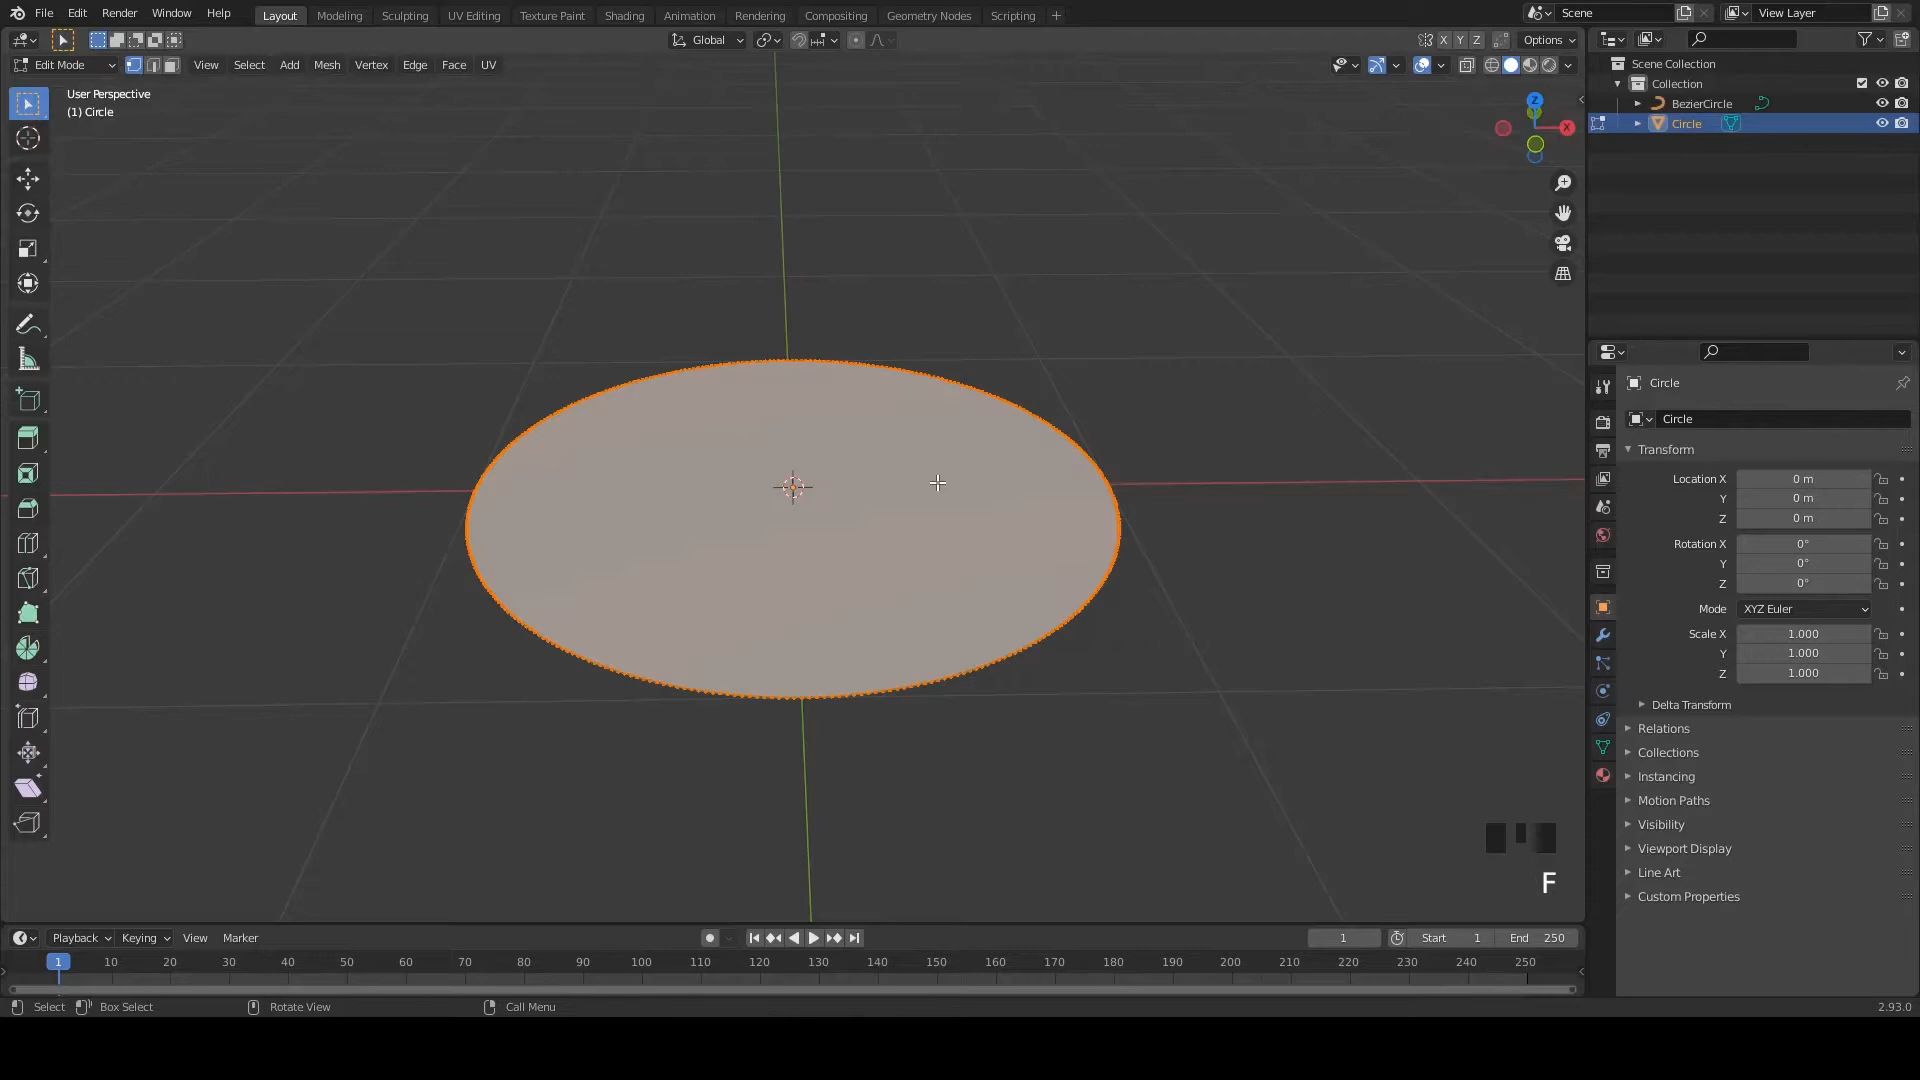 File Edit Render Window Help Layout Modeling Sculpting UV Editing Texture Paint Shading Animation Rendering Compositing Geometry Nodes Scripting + Scene View Layer
Global X Y Z Options
Edit Mode View Select Add Mesh Vertex Edge Face UV
User Perspective
(1) Circle
Z
X
Scene Collection
Collection
BezierCircle
Circle
Circle
Circle
Transform
Location X 0 m
Y 0 m
Z 0 m
Rotation X 0°
Y 0°
Z 0°
Mode XYZ Euler
Scale X 1.000
Y 1.000
Z 1.000
Delta Transform
Relations
Collections
Instancing
Motion Paths
Visibility
Viewport Display
Line Art
Custom Properties
F
Playback Keying View Marker 1 Start 1 End 250
1 10 20 30 40 50 60 70 80 90 100 110 120 130 140 150 160 170 180 190 200 210 220 230 240 250
Select Box Select Rotate View Call Menu 2.93.0